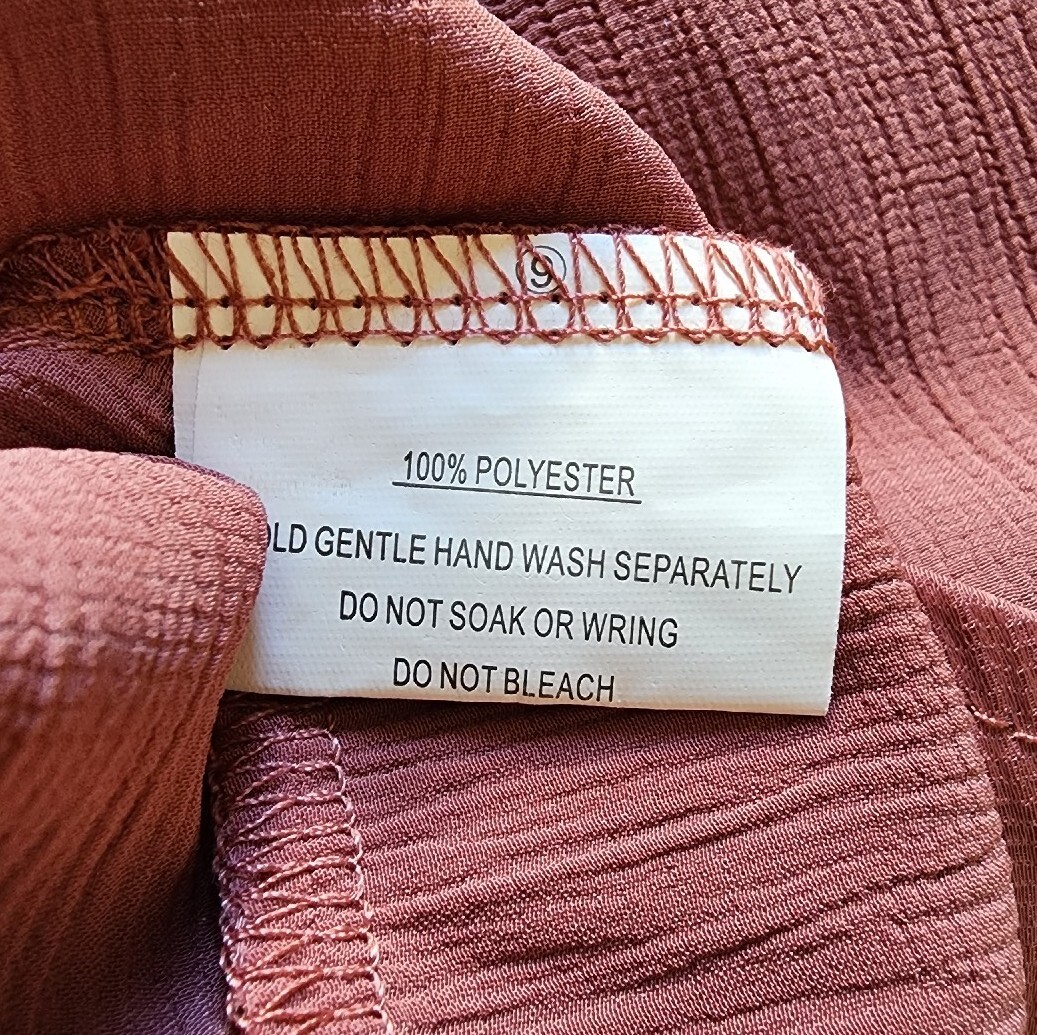 9
100% POLYESTER
OLD GENTLE HAND WASH SEPARATELY
DO NOT SOAK OR WRING
DO NOT BLEACH